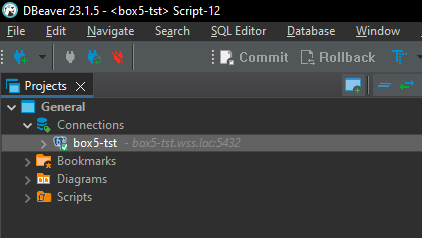 DBeaver 23.1.5 - <box5-tst> Script-12
File Edit Navigate Search SQL Editor Database Window
Commit Rollback
Projects
General
Connections
box5-tst - box5-tst.wss.loc:5432
Bookmarks
Diagrams
Scripts